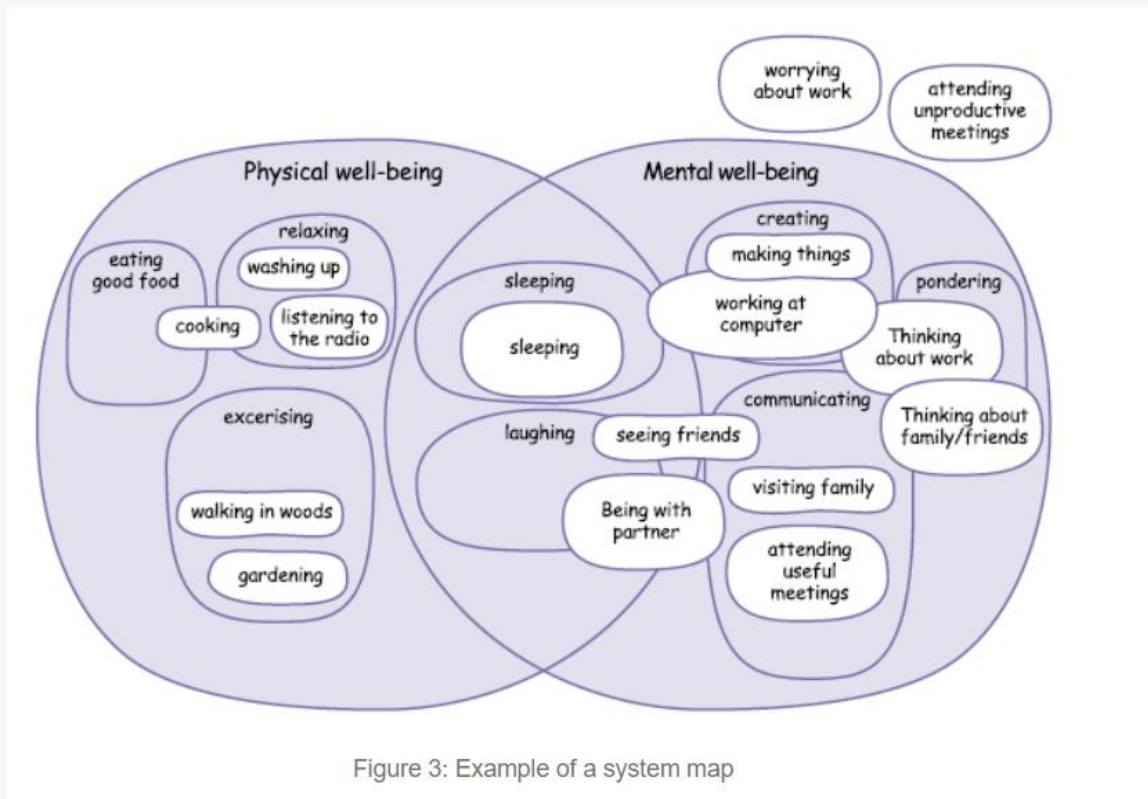 worrying
about work
attending
unproductive
meetings
Physical well-being
Mental well-being
eating
good food
relaxing
washing up
cooking
listening to
the radio
excerising
walking in woods
gardening
sleeping
sleeping
laughing
seeing friends
Being with
partner
creating
making things
working at
computer
pondering
Thinking
about work
communicating
Thinking about
family/friends
visiting family
attending
useful
meetings
Figure 3: Example of a system map